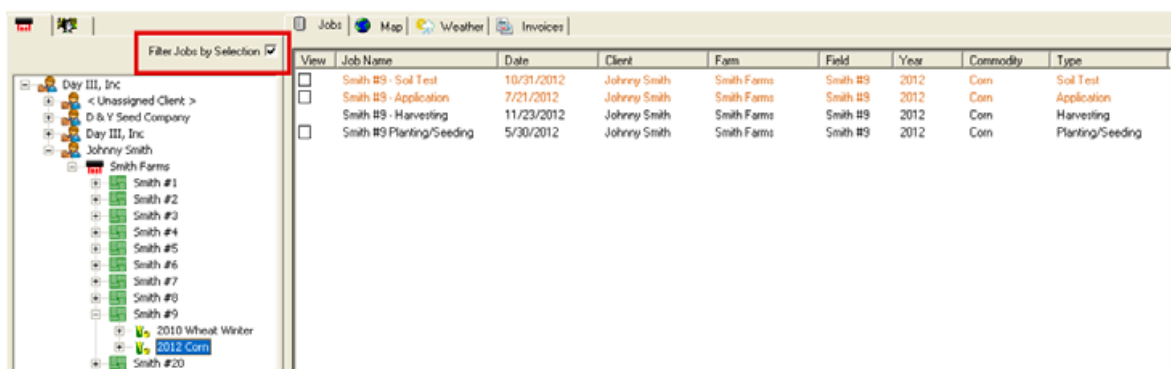 Jobs Map Weather Invoices
Filter Jobs by Selection
View Job Name Date Client Farm Field Year Commodity Type
Smith #9 - Soil Test 10/31/2012 Johnny Smith Smith Farms Smith #9 2012 Corn Soil Test
Smith #9 - Application 7/21/2012 Johnny Smith Smith Farms Smith #9 2012 Corn Application
Smith #9 - Harvesting 11/23/2012 Johnny Smith Smith Farms Smith #9 2012 Corn Harvesting
Smith #9 Planting/Seeding 5/30/2012 Johnny Smith Smith Farms Smith #9 2012 Corn Planting/Seeding
Day III, Inc
< Unassigned Client >
D & Y Seed Company
Day III, Inc
Johnny Smith
Smith Farms
Smith #1
Smith #2
Smith #3
Smith #4
Smith #5
Smith #6
Smith #7
Smith #8
Smith #9
2010 Wheat Winter
2012 Corn
Smith #20